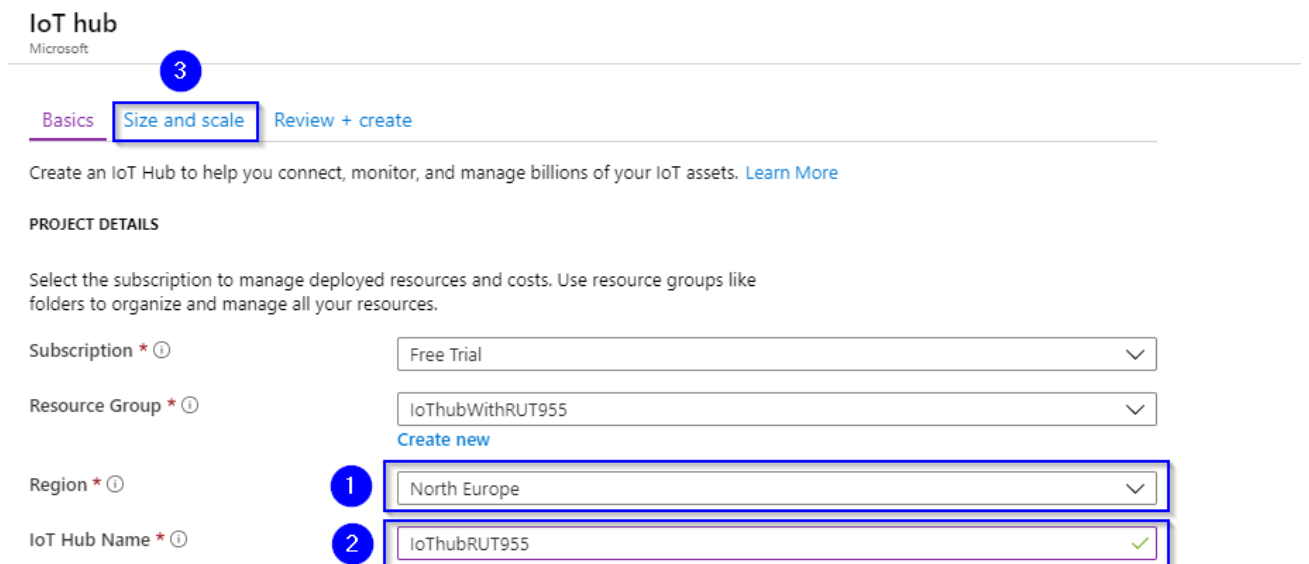 IoT hub
Microsoft
3
Basics Size and scale Review + create
Create an IoT Hub to help you connect, monitor, and manage billions of your IoT assets. Learn More
PROJECT DETAILS
Select the subscription to manage deployed resources and costs. Use resource groups like
folders to organize and manage all your resources.
Subscription * Free Trial
Resource Group * IoThubWithRUT955
Create new
Region * 1 North Europe
IoT Hub Name * 2 IoThubRUT955